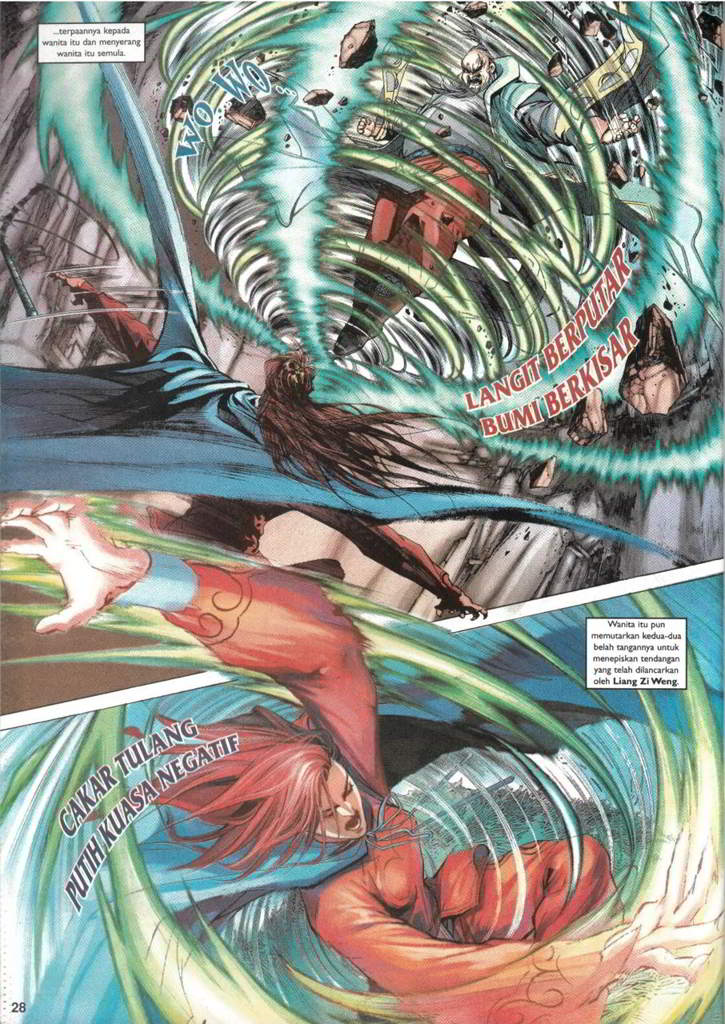 ...terpaannya kepada
wanita itu dan menyerang
wanita itu semula.
WO WO ...
LANGIT BERPUTAR
BUMI BERKISAR
Wanita itu pun
memutarkan kedua-dua
belah tangannya untuk
menepiskan tendangan
yang telah dilancarkan
oleh Liang Zi Weng.
CAKAR TULANG
PUTIH KUASA NEGATIF
28